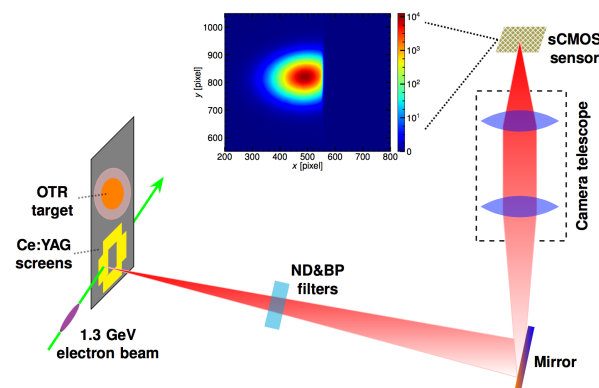 sCMOS
sensor
Camera telescope
1000
900
800
700
600
y [pixel]
200 300 400 500 600 700 800
x [pixel]
10⁴
10³
10²
10
0
OTR
target
Ce:YAG
screens
ND&BP
filters
1.3 GeV
electron beam
Mirror